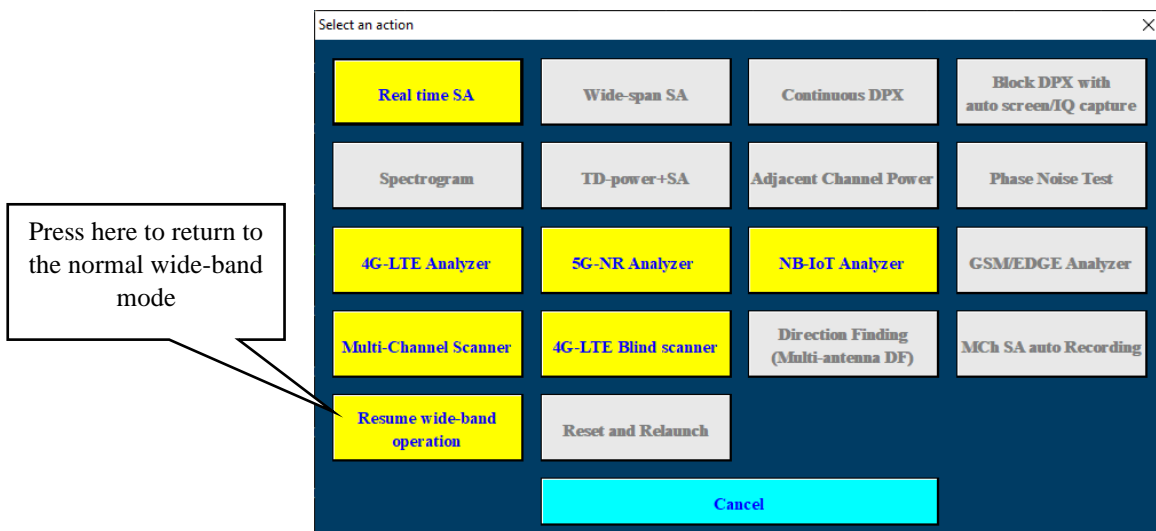 Select an action
Real time SA
Wide-span SA
Continuous DPX
Block DPX with
auto screen/IQ capture
Spectrogram
TD-power+SA
Adjacent Channel Power
Phase Noise Test
Press here to return to
the normal wide-band
mode
4G-LTE Analyzer
5G-NR Analyzer
NB-IoT Analyzer
GSM/EDGE Analyzer
Multi-Channel Scanner
4G-LTE Blind scanner
Direction Finding
(Multi-antenna DF)
MCh SA auto Recording
Resume wide-band
operation
Reset and Relaunch
Cancel